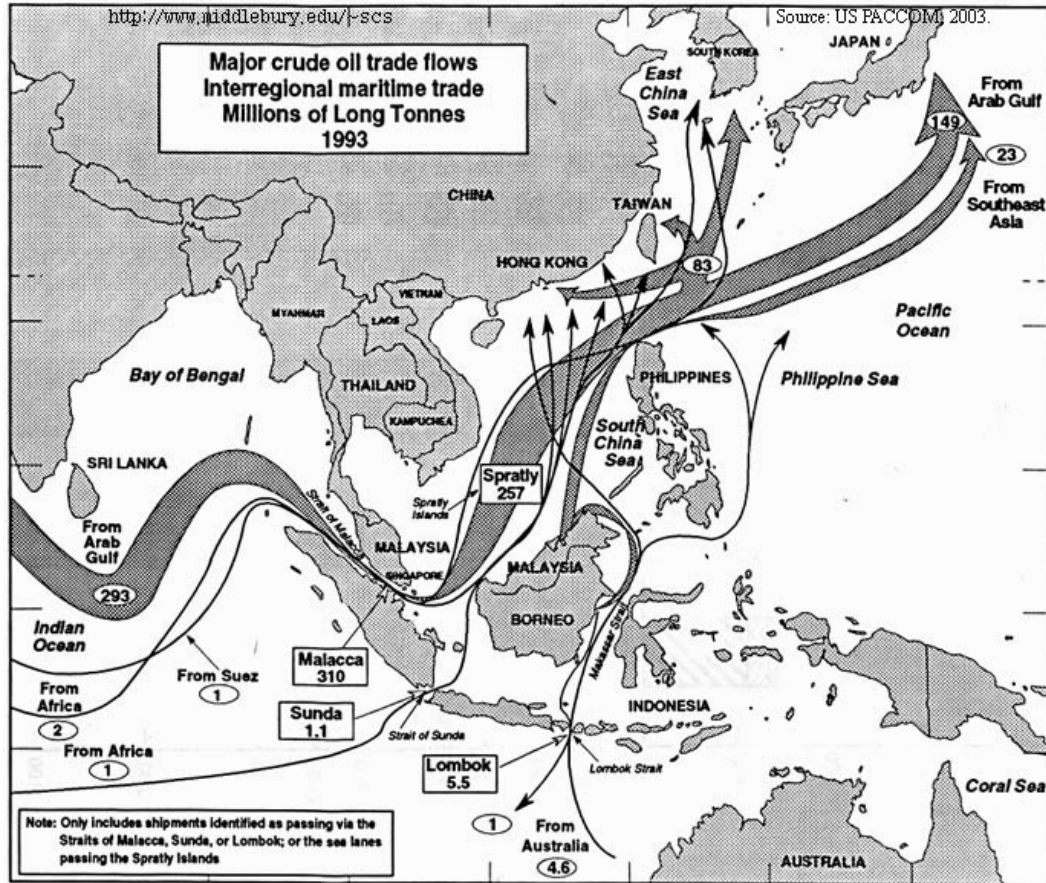 http://www.middlebury.edu/~scs
Source: US PACCOM, 2003.
Major crude oil trade flows
Interregional maritime trade
Millions of Long Tonnes
1993
SOUTH KOREA
JAPAN
East
China
Sea
From
Arab Gulf
149
23
From
Southeast
Asia
CHINA
TAIWAN
HONG KONG
83
VIETNAM
MYANMAR
LAOS
Pacific
Ocean
Bay of Bengal
THAILAND
PHILIPPINES
Philippine Sea
KAMPUCHEA
South
China
Sea
SRI LANKA
Spratly
257
Spratly
Islands
Strait of Malacca
From
Arab
Gulf
MALAYSIA
SINGAPORE
MALAYSIA
293
BORNEO
Makassar Strait
Indian
Ocean
Malacca
310
From Suez
1
From
Africa
2
Sunda
1.1
INDONESIA
Strait of Sunda
From Africa
1
Lombok
5.5
Lombok Strait
Coral Sea
1
From
Australia
4.6
AUSTRALIA
Note: Only includes shipments identified as passing via the
Straits of Malacca, Sunda, or Lombok; or the sea lanes
passing the Spratly Islands